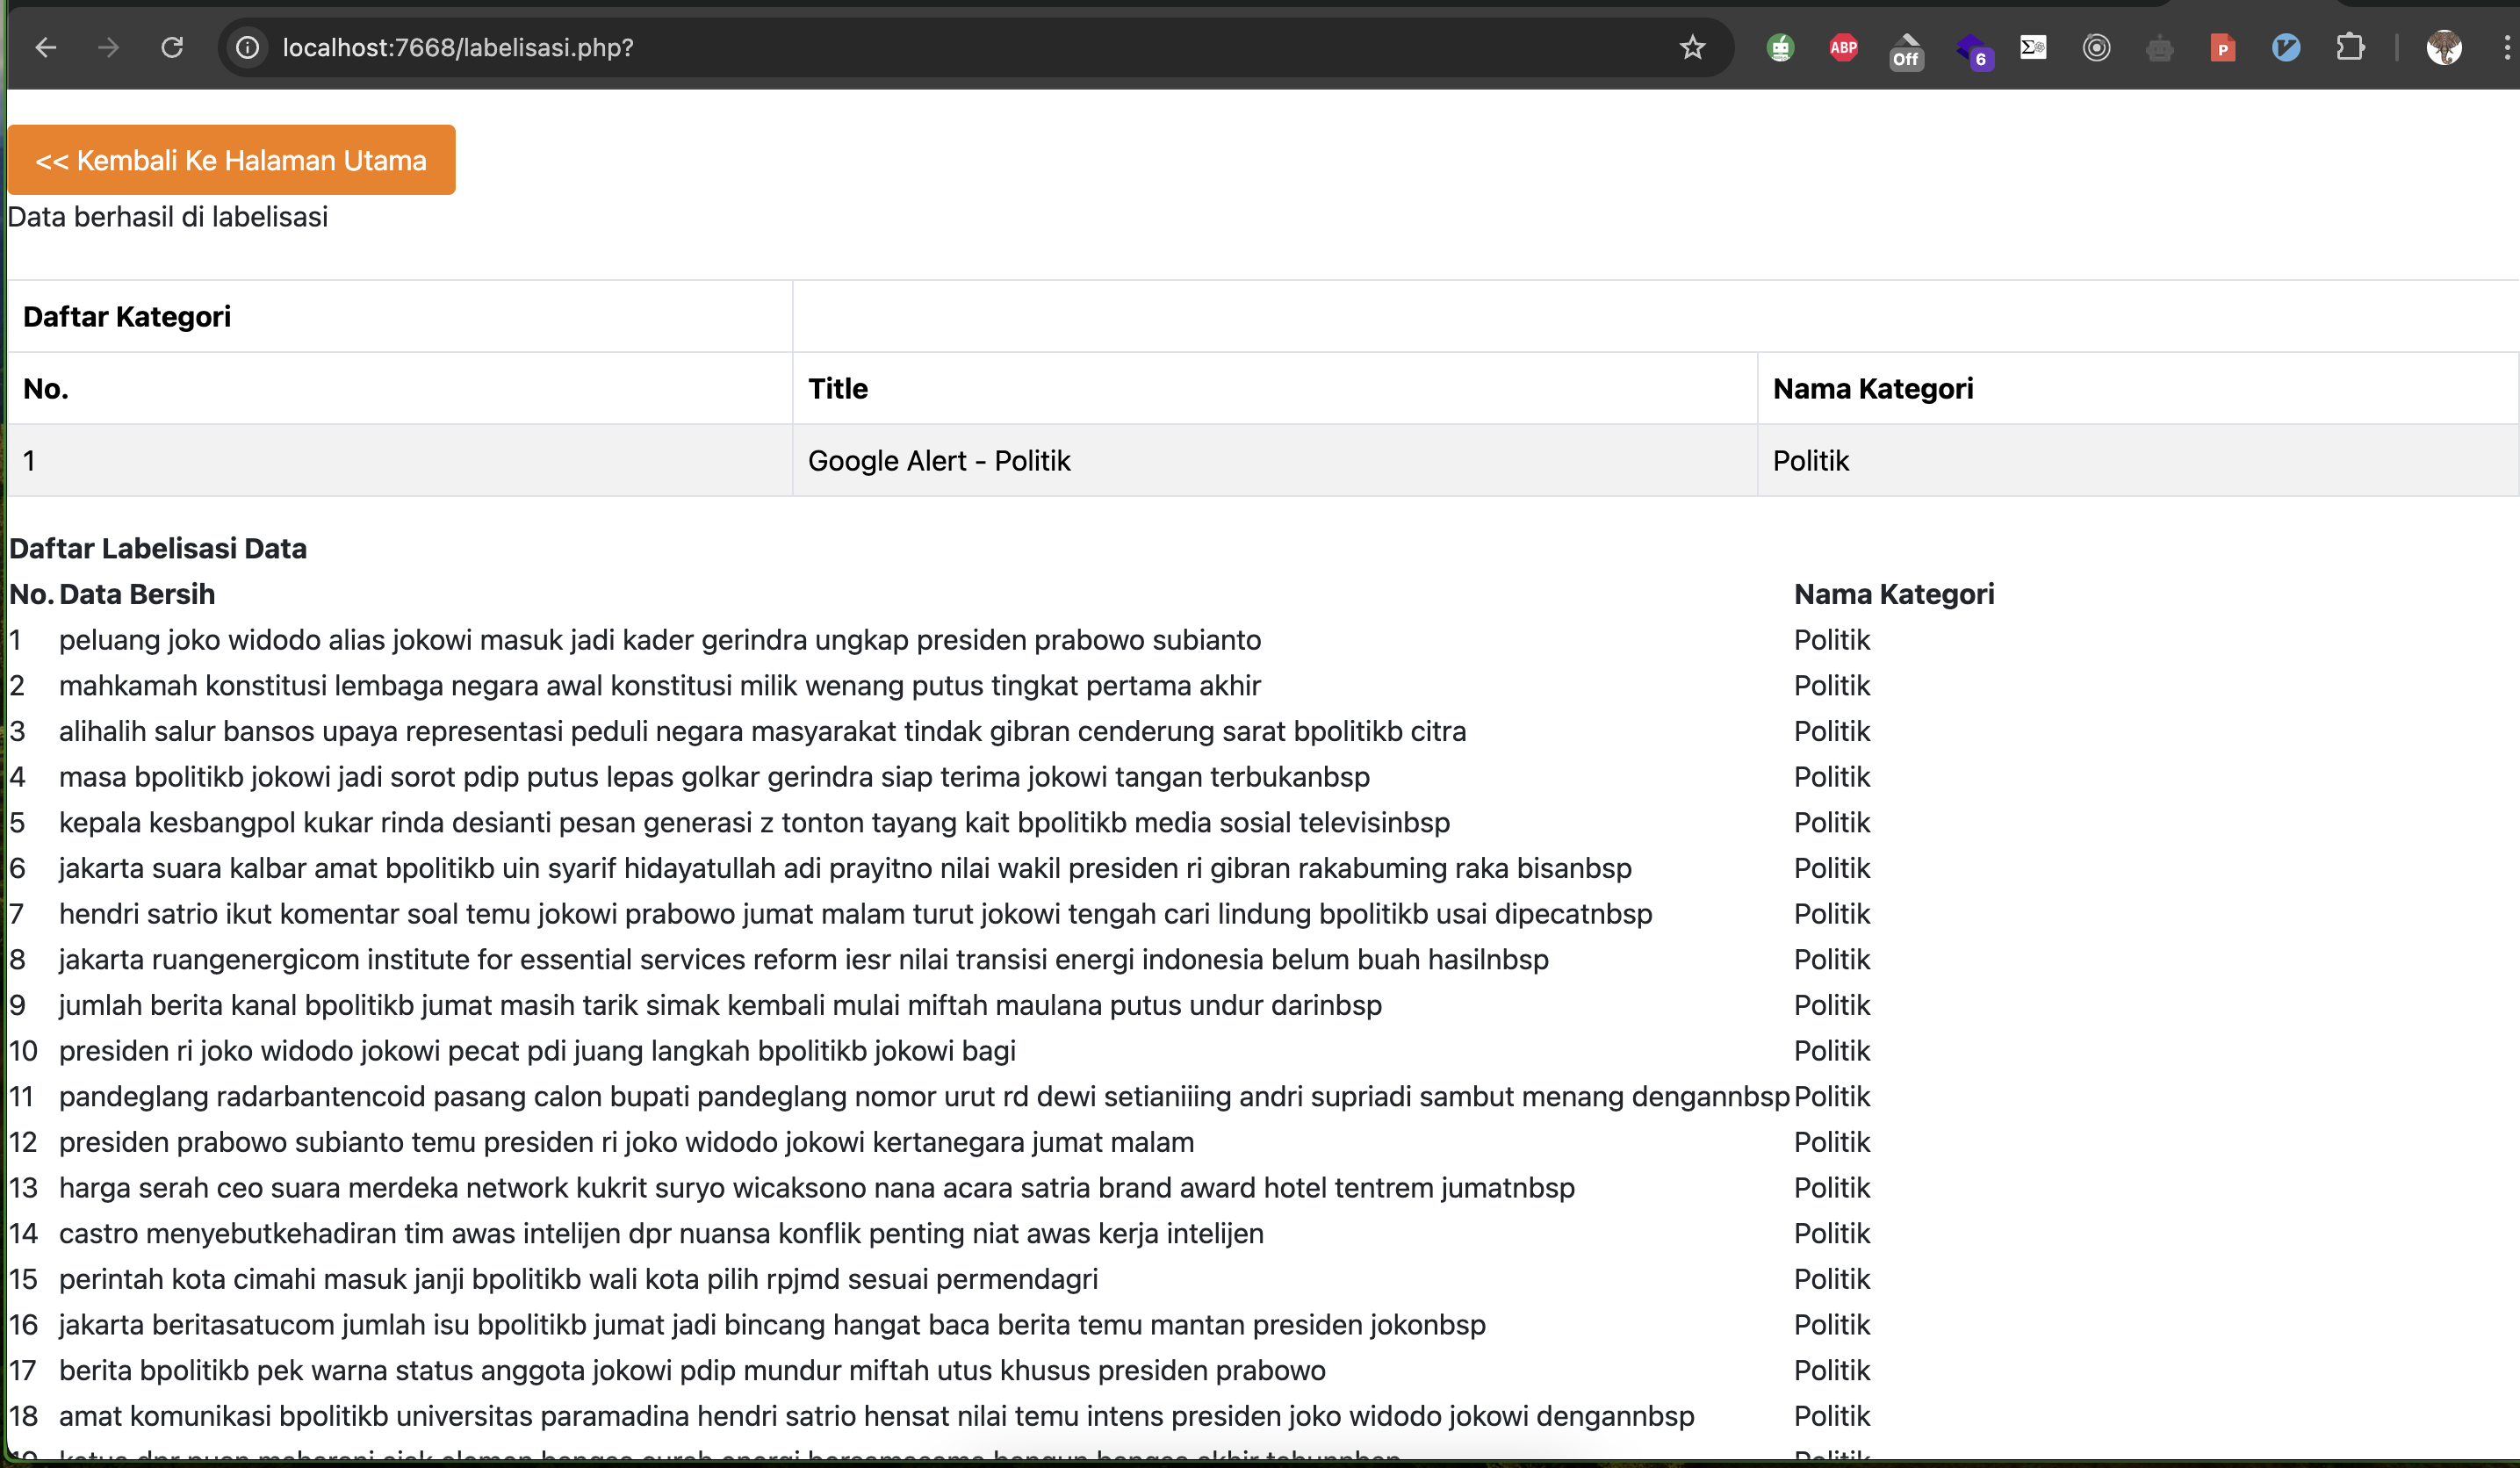 localhost:7668/labelisasi.php?
ABP
Off
6
P
<< Kembali Ke Halaman Utama
Data berhasil di labelisasi
Daftar Kategori
No. Title Nama Kategori
1 Google Alert - Politik Politik
Daftar Labelisasi Data
No. Data Bersih Nama Kategori
1 peluang joko widodo alias jokowi masuk jadi kader gerindra ungkap presiden prabowo subianto Politik
2 mahkamah konstitusi lembaga negara awal konstitusi milik wenang putus tingkat pertama akhir Politik
3 alihalih salur bansos upaya representasi peduli negara masyarakat tindak gibran cenderung sarat bpolitikb citra Politik
4 masa bpolitikb jokowi jadi sorot pdip putus lepas golkar gerindra siap terima jokowi tangan terbukanbsp Politik
5 kepala kesbangpol kukar rinda desianti pesan generasi z tonton tayang kait bpolitikb media sosial televisinbsp Politik
6 jakarta suara kalbar amat bpolitikb uin syarif hidayatullah adi prayitno nilai wakil presiden ri gibran rakabuming raka bisanbsp Politik
7 hendri satrio ikut komentar soal temu jokowi prabowo jumat malam turut jokowi tengah cari lindung bpolitikb usai dipecatnbsp Politik
8 jakarta ruangenergicom institute for essential services reform iesr nilai transisi energi indonesia belum buah hasilnbsp Politik
9 jumlah berita kanal bpolitikb jumat masih tarik simak kembali mulai miftah maulana putus undur darinbsp Politik
10 presiden ri joko widodo jokowi pecat pdi juang langkah bpolitikb jokowi bagi Politik
11 pandeglang radarbantencoid pasang calon bupati pandeglang nomor urut rd dewi setianiiing andri supriadi sambut menang dengannbsp Politik
12 presiden prabowo subianto temu presiden ri joko widodo jokowi kertanegara jumat malam Politik
13 harga serah ceo suara merdeka network kukrit suryo wicaksono nana acara satria brand award hotel tentrem jumatnbsp Politik
14 castro menyebutkehadiran tim awas intelijen dpr nuansa konflik penting niat awas kerja intelijen Politik
15 perintah kota cimahi masuk janji bpolitikb wali kota pilih rpjmd sesuai permendagri Politik
16 jakarta beritasatucom jumlah isu bpolitikb jumat jadi bincang hangat baca berita temu mantan presiden jokonbsp Politik
17 berita bpolitikb pek warna status anggota jokowi pdip mundur miftah utus khusus presiden prabowo Politik
18 amat komunikasi bpolitikb universitas paramadina hendri satrio hensat nilai temu intens presiden joko widodo jokowi dengannbsp Politik